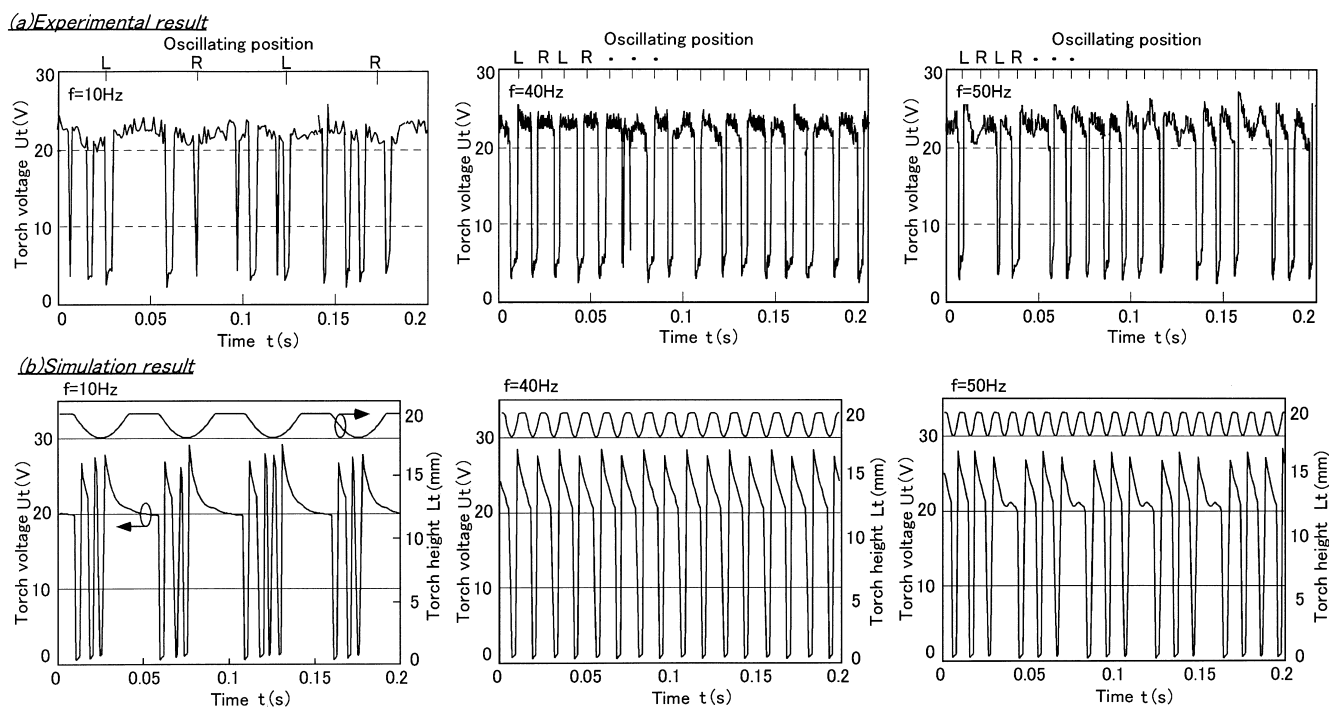 (a)Experimental result
Oscillating position
L R L R
f=10Hz
Torch voltage Ut(V)
30
20
10
0
0 0.05 0.1 0.15 0.2
Time t(s)
Oscillating position
L R L R · · ·
f=40Hz
Torch voltage Ut(V)
30
20
10
0
0 0.05 0.1 0.15 0.2
Time t(s)
Oscillating position
L R L R · · ·
f=50Hz
Torch voltage Ut(V)
30
20
10
0
0 0.05 0.1 0.15 0.2
Time t(s)
(b)Simulation result
f=10Hz
Torch voltage Ut(V)
30
20
10
0
20
15
10
5
0
Torch height Lt(mm)
0 0.05 0.1 0.15 0.2
Time t(s)
f=40Hz
Torch voltage Ut(V)
30
20
10
0
20
15
10
5
0
Torch height Lt(mm)
0 0.05 0.1 0.15 0.2
Time t(s)
f=50Hz
Torch voltage Ut(V)
30
20
10
0
20
15
10
5
0
Torch height Lt(mm)
0 0.05 0.1 0.15 0.2
Time t(s)